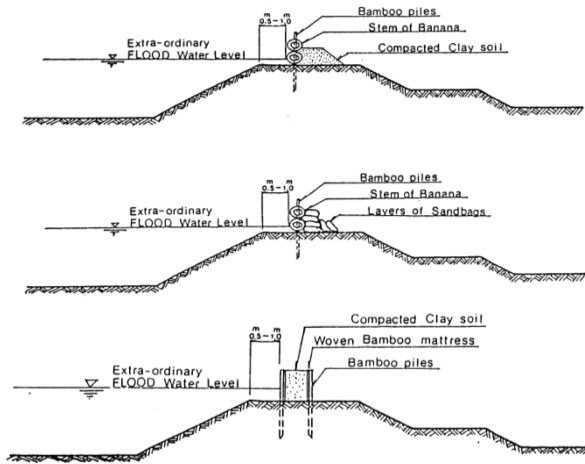 Bamboo piles
m m
0.5-1.0
Stem of Banana
Extra-ordinary
FLOOD Water Level
Compacted Clay soil
Bamboo piles
m m
0.5-1.0
Stem of Banana
Extra-ordinary
FLOOD Water Level
Layers of Sandbags
Compacted Clay soil
m m
0.5-1.0
Woven Bamboo mattress
Extra-ordinary
FLOOD Water Level
Bamboo piles